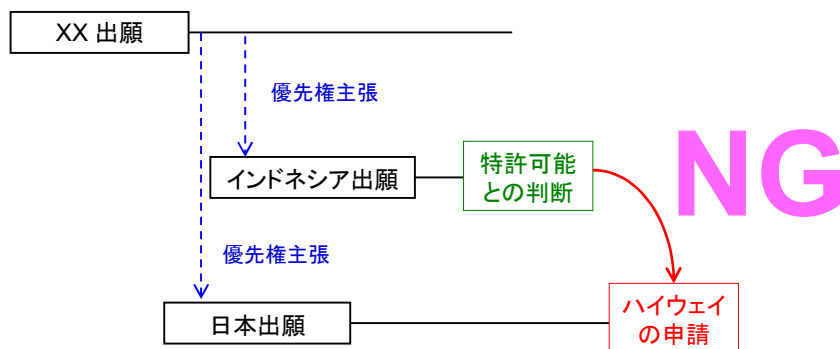 XX 出願
優先権主張
インドネシア出願
特許可能
との判断
NG
優先権主張
日本出願
ハイウェイ
の申請